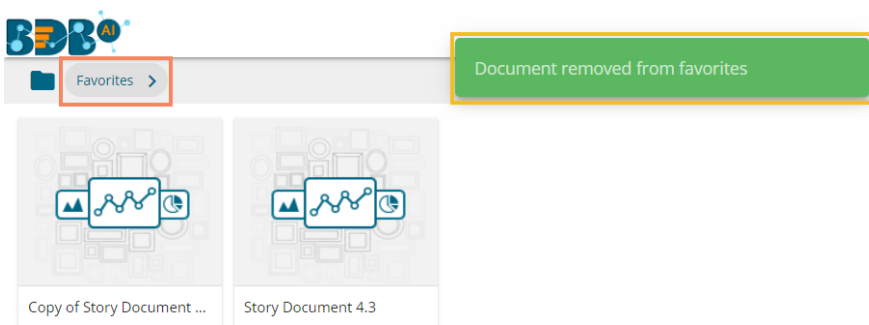 BDB AI
Document removed from favorites
Favorites
Copy of Story Document ...
Story Document 4.3